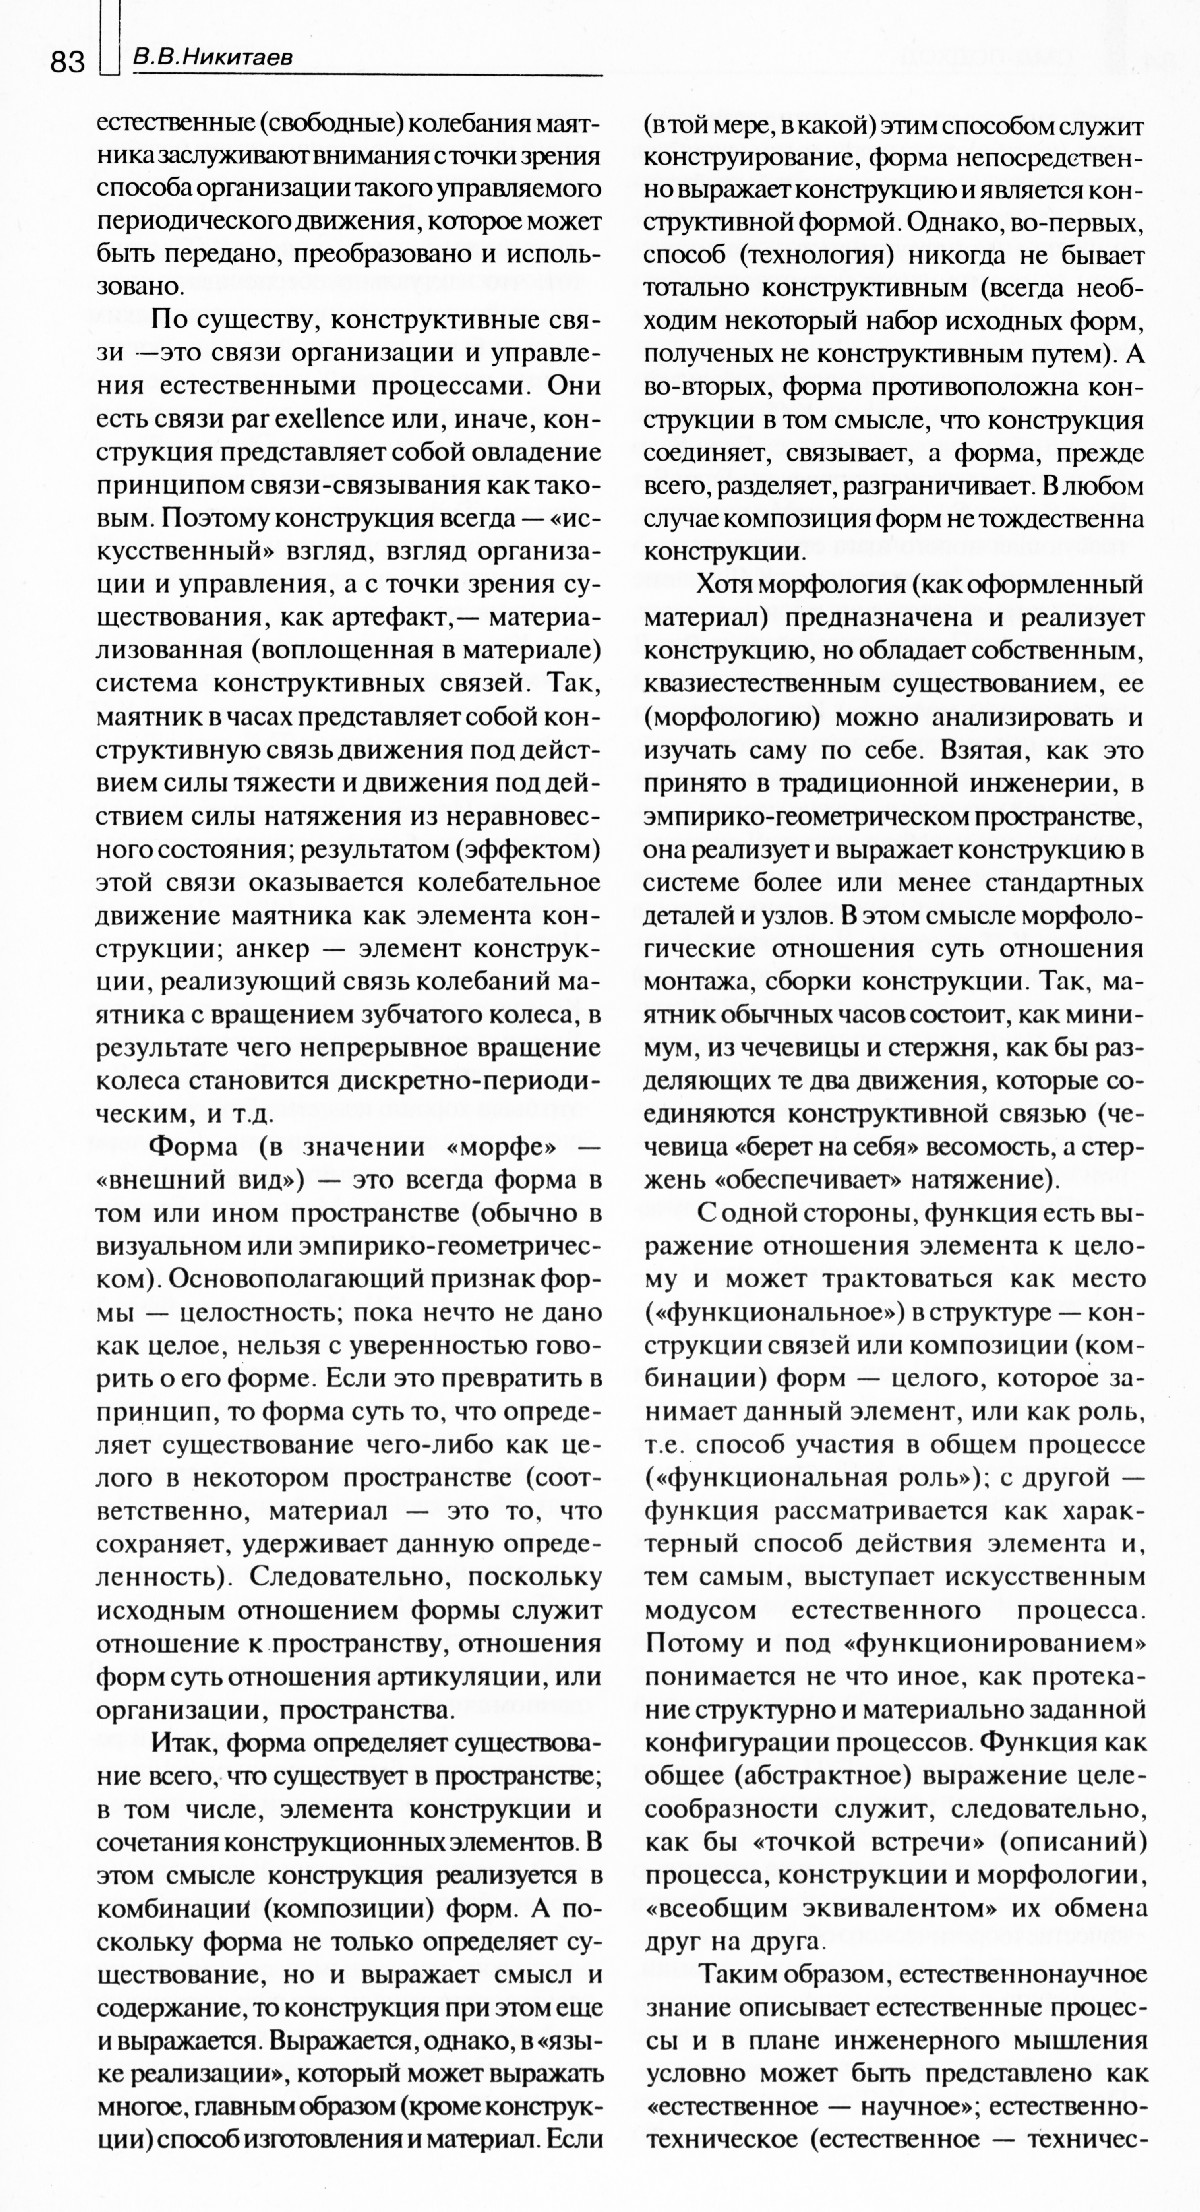 83
В.В.Никитаев
естественные (свободные) колебания маят-
ника заслуживают внимания с точки зрения
способа организации такого управляемого
периодического движения, которое может
быть передано, преобразовано и исполь-
зовано.
По существу, конструктивные свя-
зи —это связи организации и управле-
ния естественными процессами. Они
есть связи par exellence или, иначе, кон-
струкция представляет собой овладение
принципом связи-связывания как тако-
вым. Поэтому конструкция всегда — «ис-
кусственный» взгляд, взгляд организа-
ции и управления, а с точки зрения су-
ществования, как артефакт,— материа-
лизованная (воплощенная в материале)
система конструктивных связей. Так,
маятник в часах представляет собой кон-
структивную связь движения под дейст-
вием силы тяжести и движения под дей-
ствием силы натяжения из неравновес-
ного состояния; результатом (эффектом)
этой связи оказывается колебательное
движение маятника как элемента кон-
струкции; анкер — элемент конструк-
ции, реализующий связь колебаний ма-
ятника с вращением зубчатого колеса, в
результате чего непрерывное вращение
колеса становится дискретно-периоди-
ческим, и т.д.
Форма (в значении «морфе» —
«внешний вид») — это всегда форма в
том или ином пространстве (обычно в
визуальном или эмпирико-геометричес-
ком). Основополагающий признак фор-
мы — целостность; пока нечто не дано
как целое, нельзя с уверенностью гово-
рить о его форме. Если это превратить в
принцип, то форма суть то, что опреде-
ляет существование чего-либо как це-
лого в некотором пространстве (соот-
ветственно, материал — это то, что
сохраняет, удерживает данную опреде-
ленность). Следовательно, поскольку
исходным отношением формы служит
отношение к пространству, отношения
форм суть отношения артикуляции, или
организации, пространства.
Итак, форма определяет существова-
ние всего, что существует в пространстве;
в том числе, элемента конструкции и
сочетания конструкционных элементов. В
этом смысле конструкция реализуется в
комбинации (композиции) форм. А по-
скольку форма не только определяет су-
ществование, но и выражает смысл и
содержание, то конструкция при этом еще
и выражается. Выражается, однако, в «язы-
ке реализации», который может выражать
многое, главным образом (кроме конструк-
ции) способ изготовления и материал. Если
(в той мере, в какой) этим способом служит
конструирование, форма непосредствен-
но выражает конструкцию и является кон-
структивной формой. Однако, во-первых,
способ (технология) никогда не бывает
тотально конструктивным (всегда необ-
ходим некоторый набор исходных форм,
полученых не конструктивным путем). А
во-вторых, форма противоположна кон-
струкции в том смысле, что конструкция
соединяет, связывает, а форма, прежде
всего, разделяет, разграничивает. В любом
случае композиция форм не тождественна
конструкции.
Хотя морфология (как оформленный
материал) предназначена и реализует
конструкцию, но обладает собственным,
квазиестественным существованием, ее
(морфологию) можно анализировать и
изучать саму по себе. Взятая, как это
принято в традиционной инженерии, в
эмпирико-геометрическом пространстве,
она реализует и выражает конструкцию в
системе более или менее стандартных
деталей и узлов. В этом смысле морфоло-
гические отношения суть отношения
монтажа, сборки конструкции. Так, ма-
ятник обычных часов состоит, как мини-
мум, из чечевицы и стержня, как бы раз-
деляющих те два движения, которые со-
единяются конструктивной связью (че-
чевица «берет на себя» весомость, а стер-
жень «обеспечивает» натяжение).
С одной стороны, функция есть вы-
ражение отношения элемента к цело-
му и может трактоваться как место
(«функциональное») в структуре — кон-
струкции связей или композиции (ком-
бинации) форм — целого, которое за-
нимает данный элемент, или как роль,
т.е. способ участия в общем процессе
(«функциональная роль»); с другой —
функция рассматривается как харак-
терный способ действия элемента и,
тем самым, выступает искусственным
модусом естественного процесса.
Потому и под «функционированием»
понимается не что иное, как протека-
ние структурно и материально заданной
конфигурации процессов. Функция как
общее (абстрактное) выражение целе-
сообразности служит, следовательно,
как бы «точкой встречи» (описаний)
процесса, конструкции и морфологии,
«всеобщим эквивалентом» их обмена
друг на друга.
Таким образом, естественнонаучное
знание описывает естественные процес-
сы и в плане инженерного мышления
условно может быть представлено как
«естественное — научное»; естественно-
техническое (естественное — техничес-